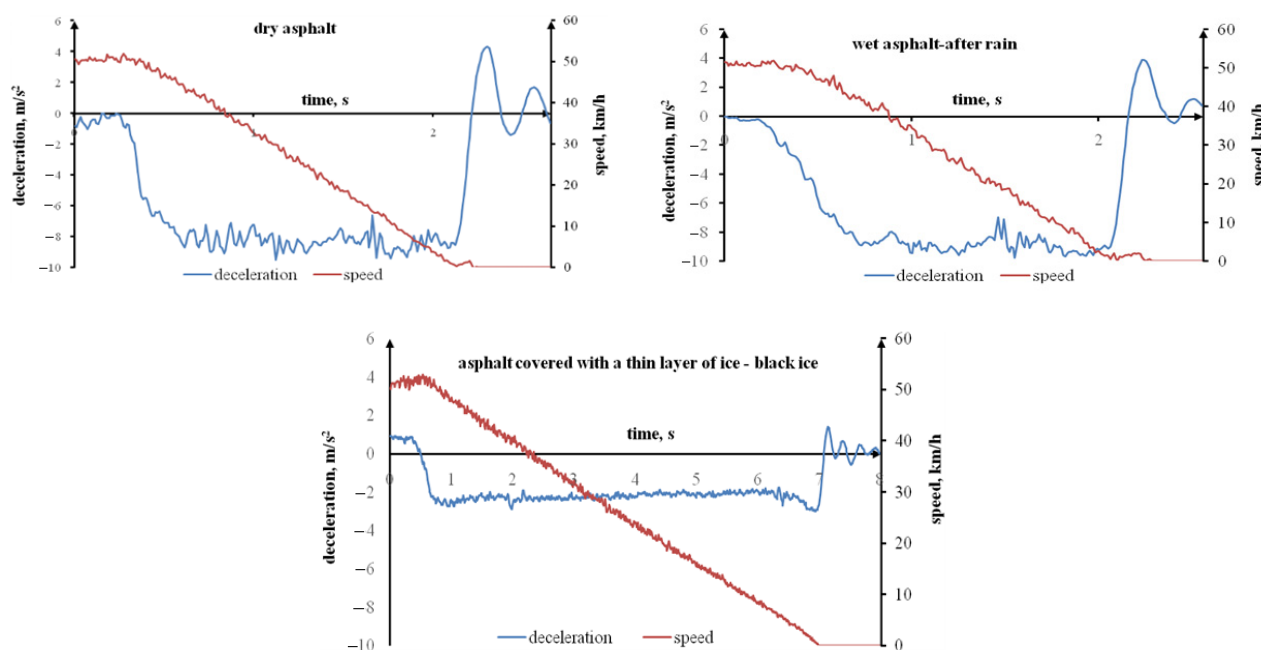 dry asphalt
6
4
2
0
−2
−4
−6
−8
−10
deceleration, m/s²
time, s
0 1 2
60
50
40
30
20
10
0
speed, km/h
deceleration speed
wet asphalt-after rain
6
4
2
0
−2
−4
−6
−8
−10
deceleration, m/s²
time, s
0 1 2
60
50
40
30
20
10
0
speed, km/h
deceleration speed
asphalt covered with a thin layer of ice - black ice
6
4
2
0
−2
−4
−6
−8
−10
deceleration, m/s²
time, s
0 1 2 3 4 5 6 7 8
60
50
40
30
20
10
0
speed, km/h
deceleration speed